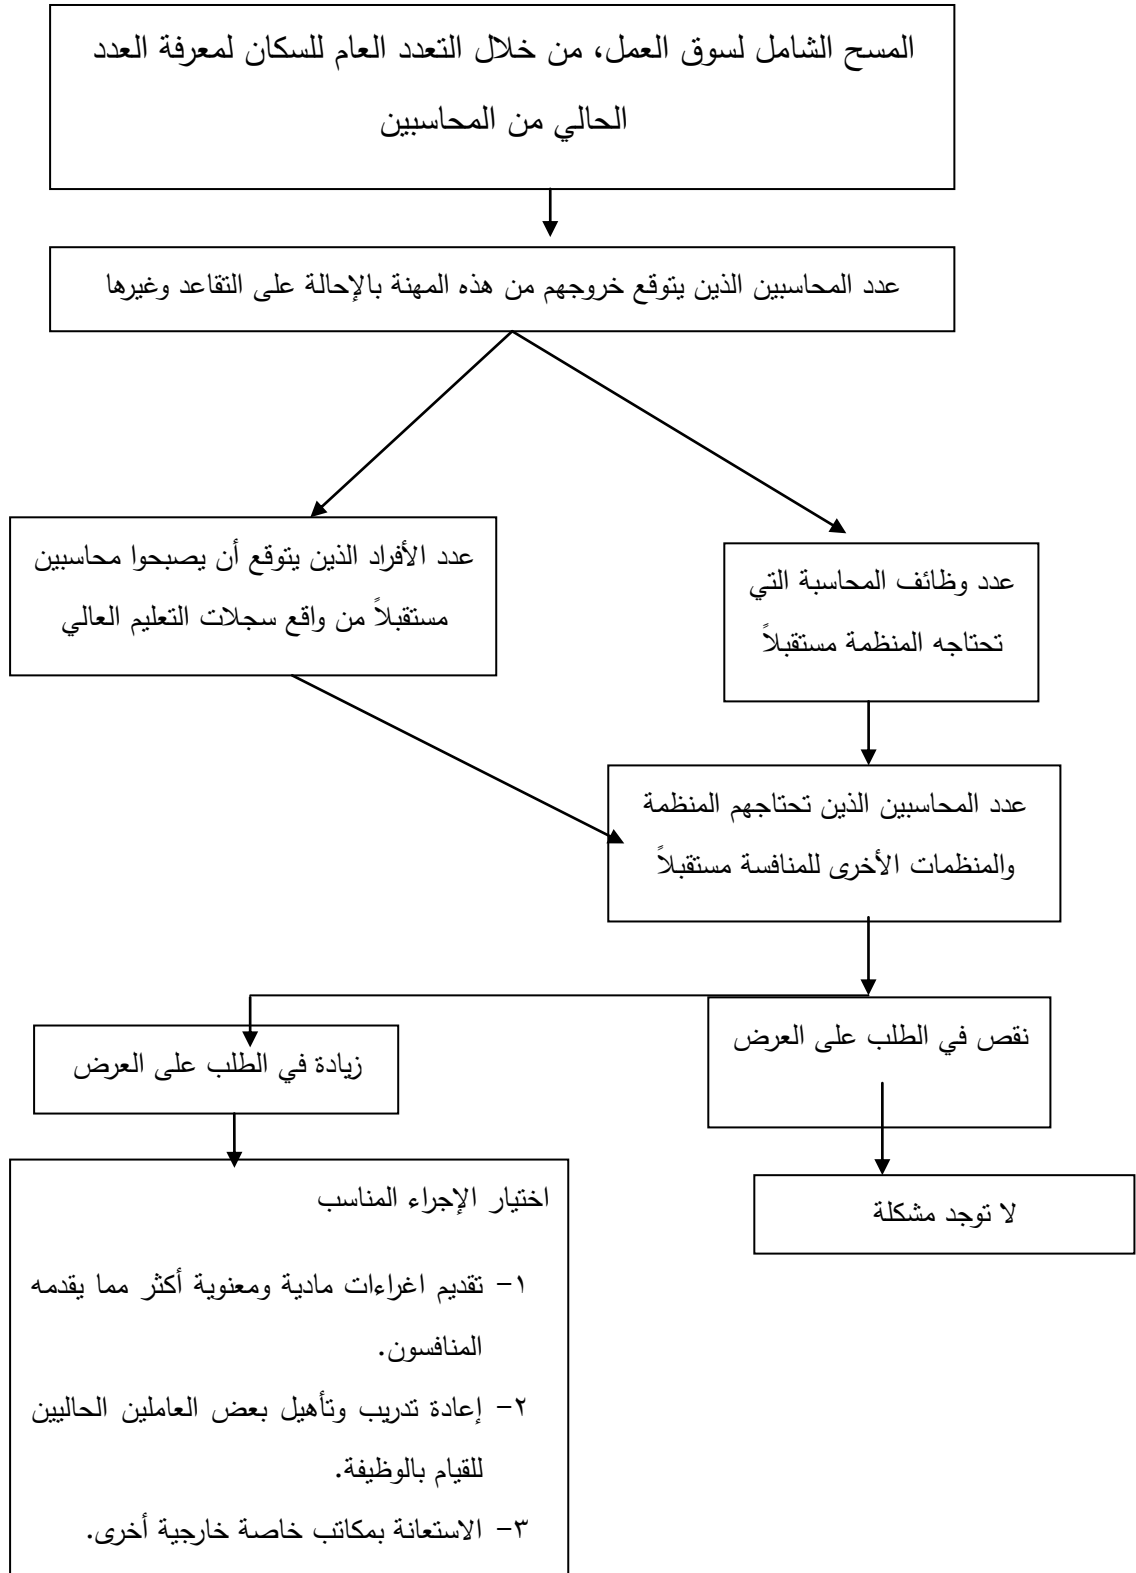 المسح الشامل لسوق العمل، من خلال التعدد العام للسكان لمعرفة العدد
الحالي من المحاسبين
عدد المحاسبين الذين يتوقع خروجهم من هذه المهنة بالإحالة على التقاعد وغيرها
عدد وظائف المحاسبة التي
تحتاجه المنظمة مستقبلاً
عدد الأفراد الذين يتوقع أن يصبحوا محاسبين
مستقبلاً من واقع سجلات التعليم العالي
عدد المحاسبين الذين تحتاجهم المنظمة
والمنظمات الأخرى للمنافسة مستقبلاً
نقص في الطلب على العرض
زيادة في الطلب على العرض
لا توجد مشكلة
اختيار الإجراء المناسب
١- تقديم اغراءات مادية ومعنوية أكثر مما يقدمه
المنافسون.
٢- إعادة تدريب وتأهيل بعض العاملين الحاليين
للقيام بالوظيفة.
٣- الاستعانة بمكاتب خاصة خارجية أخرى.